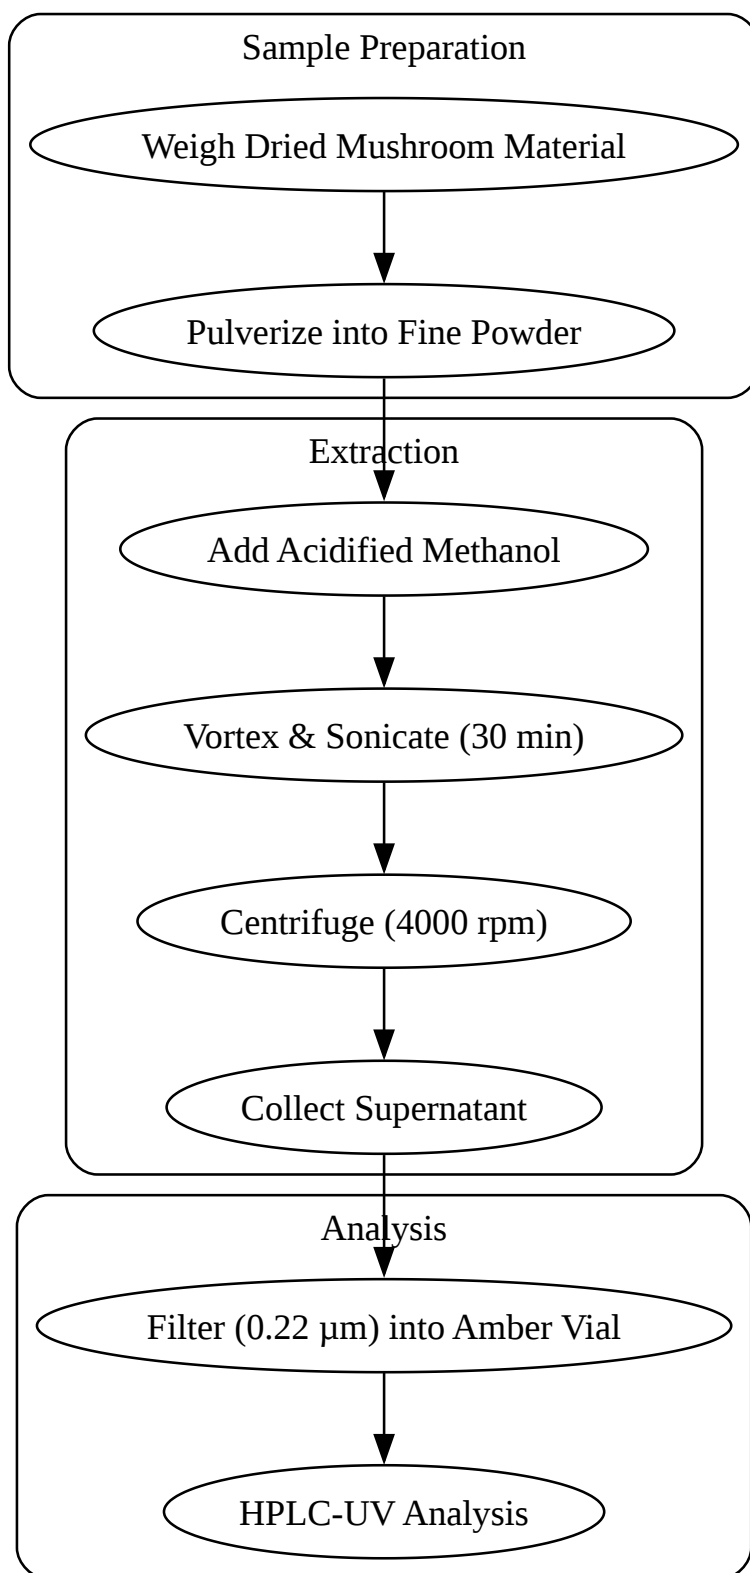 Sample Preparation
Weigh Dried Mushroom Material
Pulverize into Fine Powder
Extraction
Add Acidified Methanol
Vortex & Sonicate (30 min)
Centrifuge (4000 rpm)
Collect Supernatant
Analysis
Filter (0.22 µm) into Amber Vial
HPLC-UV Analysis